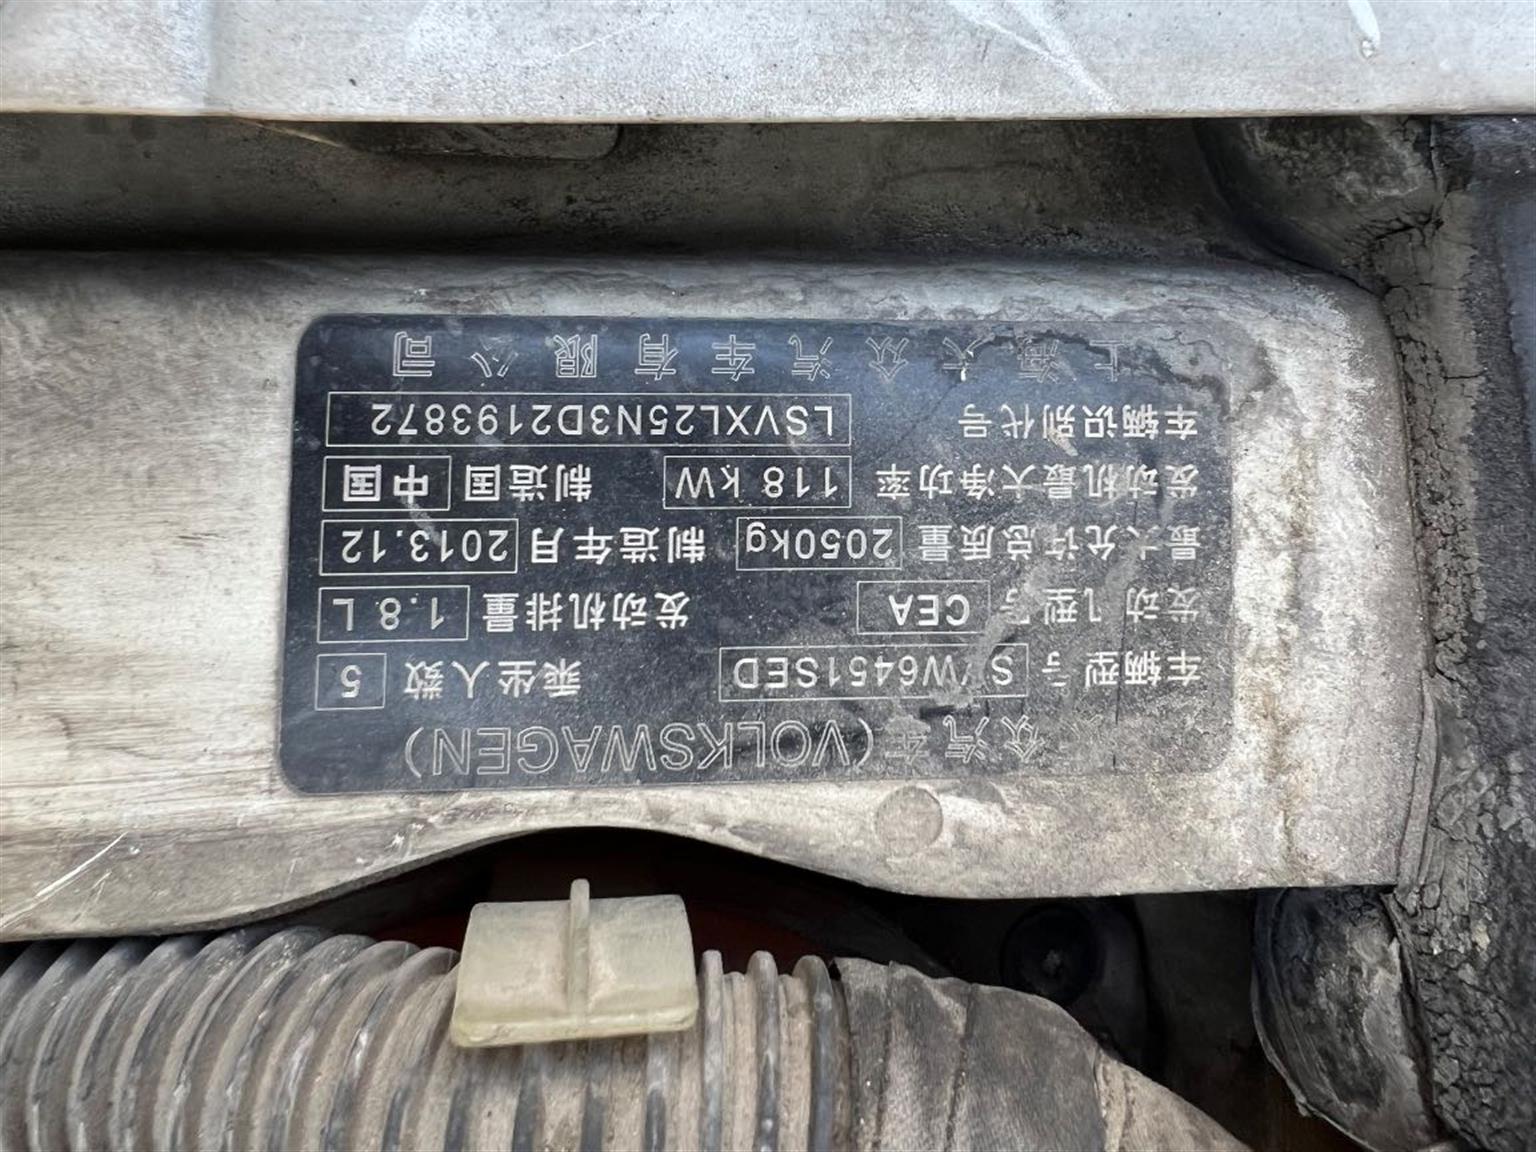 众汽车(VOLKSWAGEN)
车辆型号 SVW6451SED 乘坐人数 5
发动机型号 CEA 发动机排量 1.8 L
最大允许总质量 2050kg 制造年月 2013.12
发动机最大净功率 118 kW 制造国 中国
车辆识别代号 LSVXL25N3D2193872
上海大众汽车有限公司